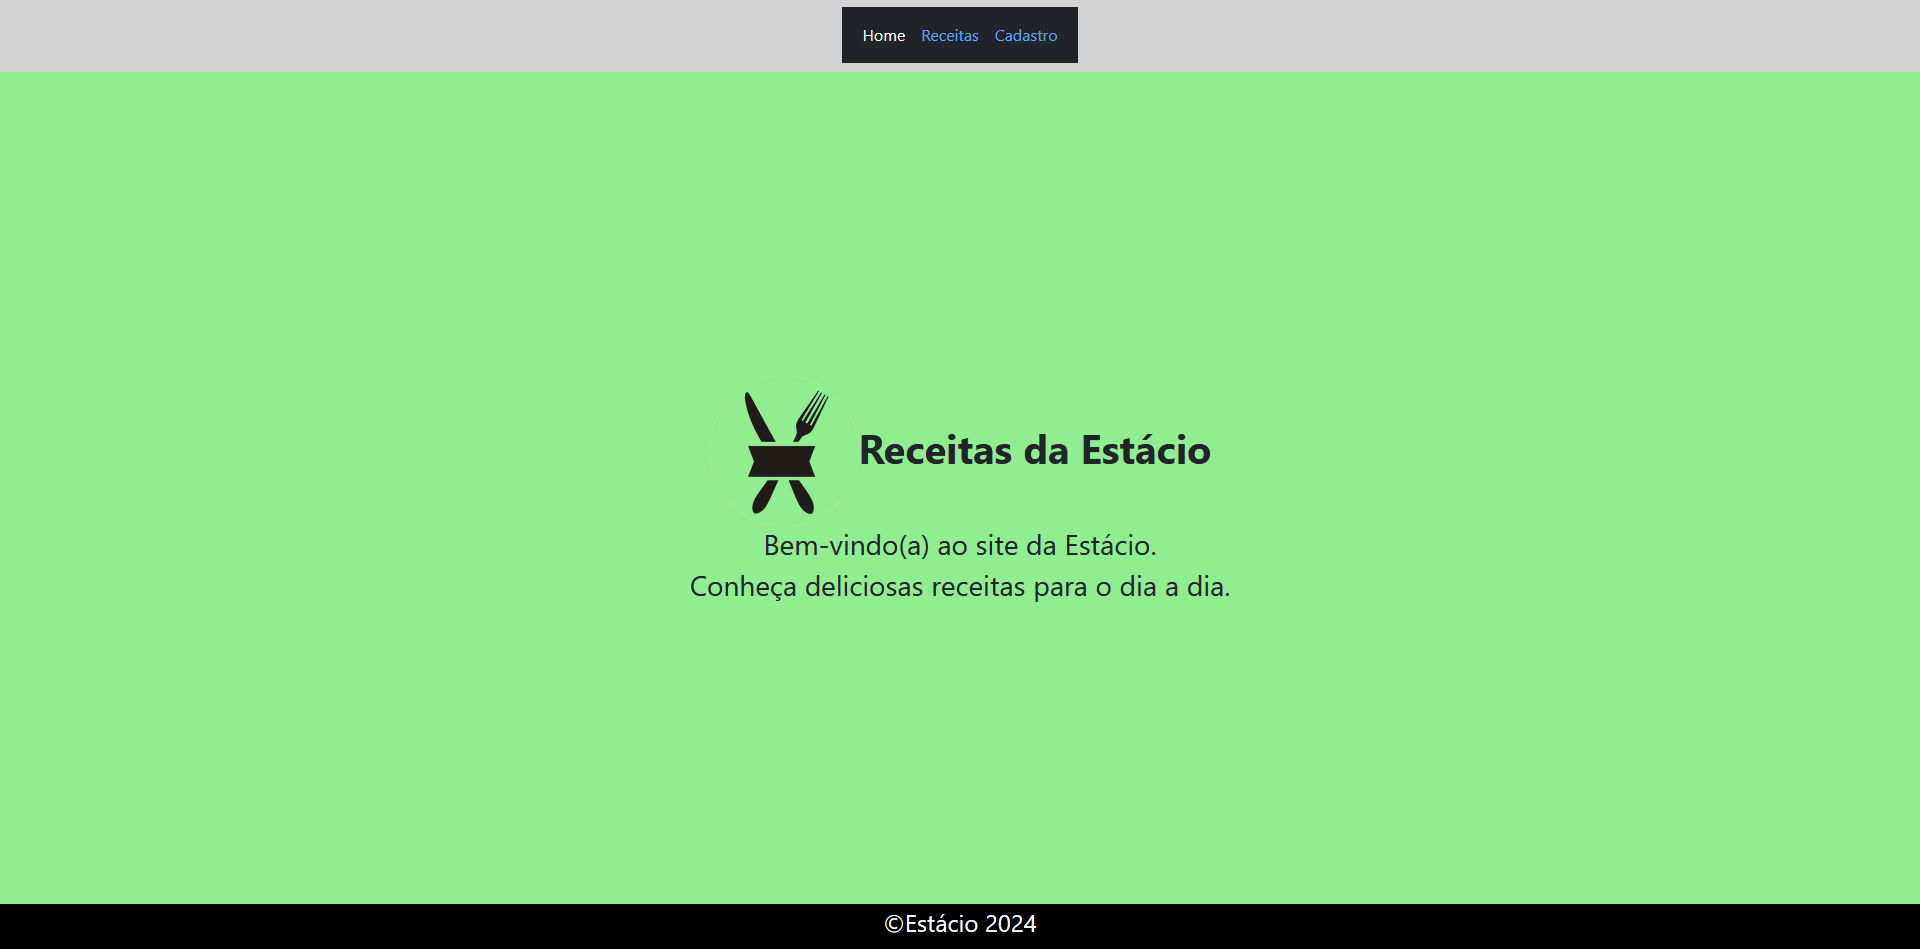 Home Receitas Cadastro
Receitas da Estácio
Bem-vindo(a) ao site da Estácio.
Conheça deliciosas receitas para o dia a dia.
©Estácio 2024